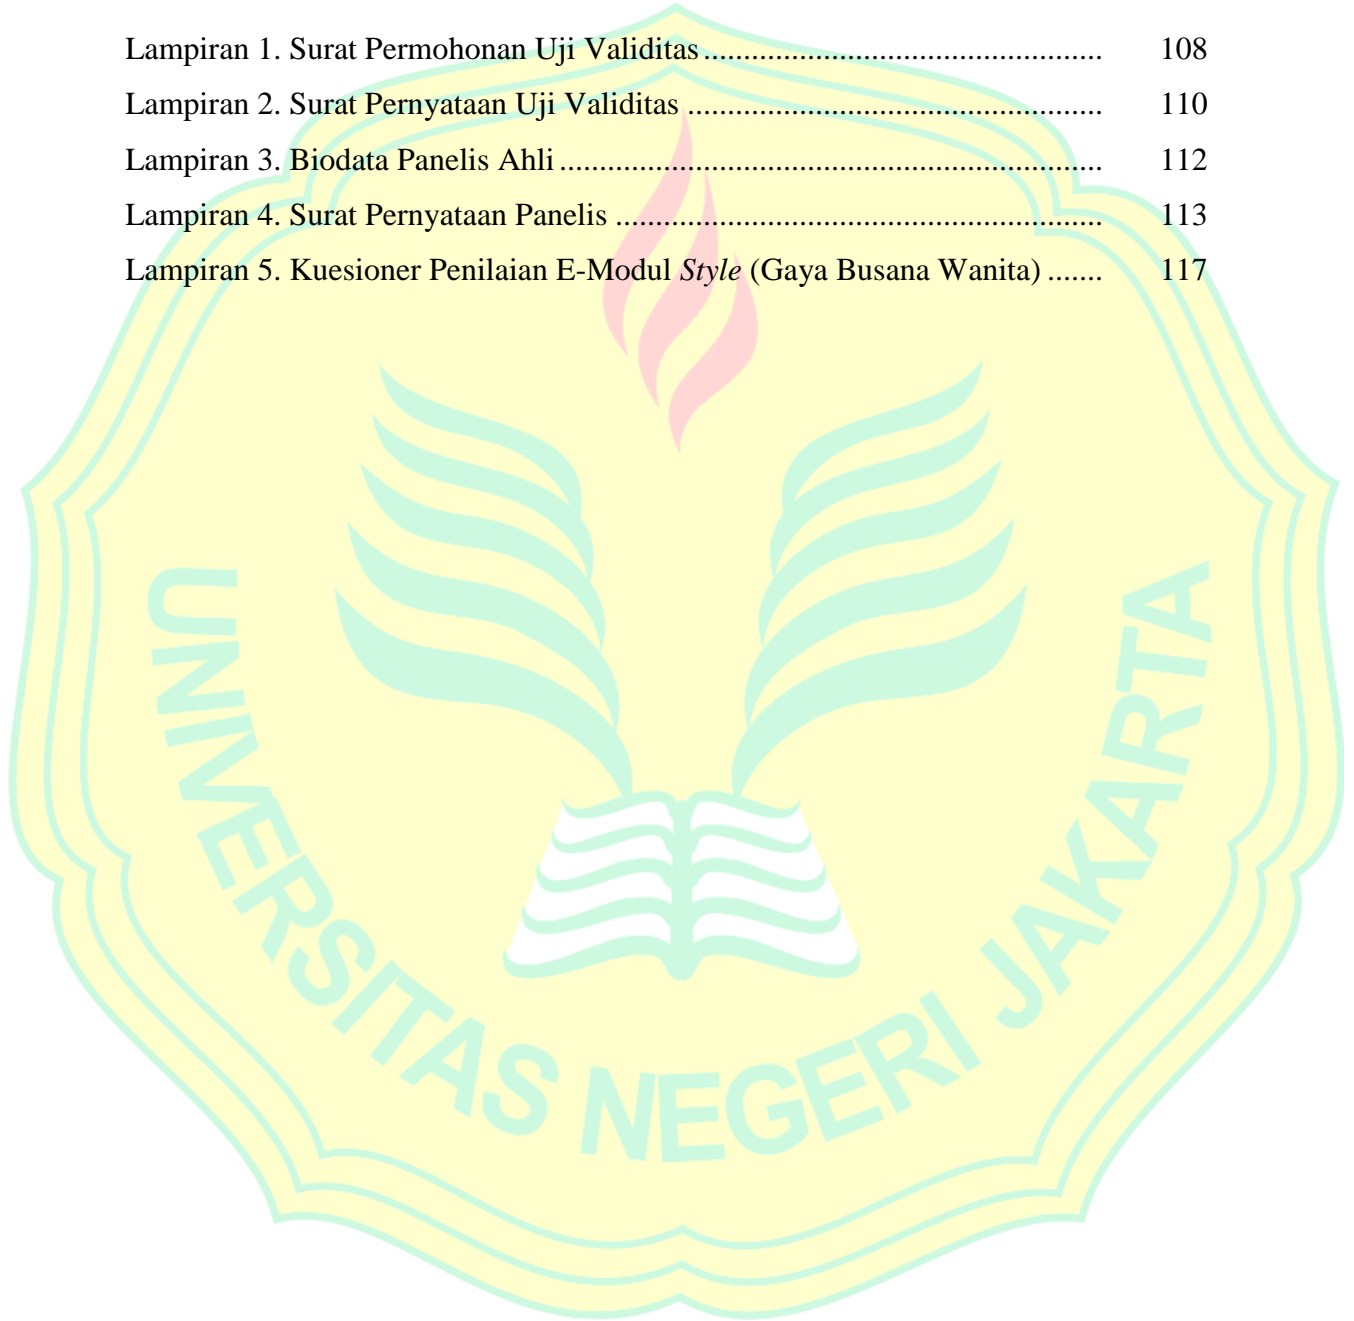 Lampiran 1. Surat Permohonan Uji Validitas.................................................. 108
Lampiran 2. Surat Pernyataan Uji Validitas .................................................... 110
Lampiran 3. Biodata Panelis Ahli.................................................................... 112
Lampiran 4. Surat Pernyataan Panelis ............................................................. 113
Lampiran 5. Kuesioner Penilaian E-Modul Style (Gaya Busana Wanita)....... 117
UNIVERSITAS NEGERI JAKARTA